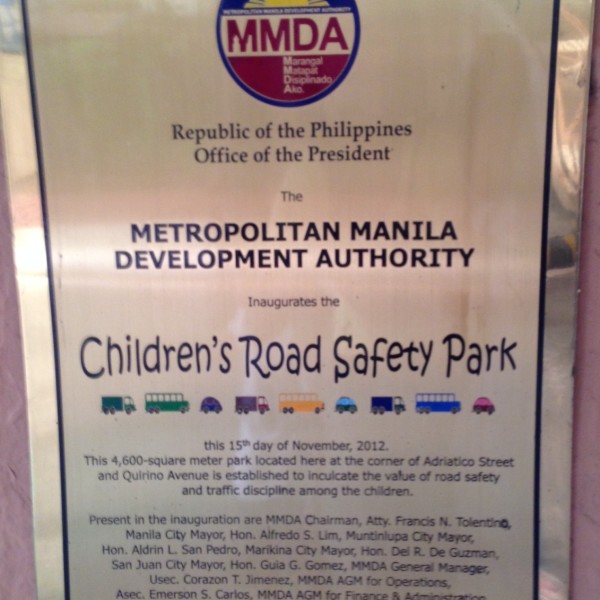 METROPOLITAN MANILA DEVELOPMENT AUTHORITY
MMDA
Marangal
Matapat
Disiplinado
Ako.
Republic of the Philippines
Office of the President
The
METROPOLITAN MANILA
DEVELOPMENT AUTHORITY
Inaugurates the
Children's Road Safety Park
this 15th day of November, 2012.
This 4,600-square meter park located here at the corner of Adriatico Street
and Quirino Avenue is established to inculcate the value of road safety
and traffic discipline among the children.
Present in the inauguration are MMDA Chairman, Atty. Francis N. Tolentino,
Manila City Mayor, Hon. Alfredo S. Lim, Muntinlupa City Mayor,
Hon. Aldrin L. San Pedro, Marikina City Mayor, Hon. Del R. De Guzman,
San Juan City Mayor, Hon. Guia G. Gomez, MMDA General Manager,
Usec. Corazon T. Jimenez, MMDA AGM for Operations,
Asec. Emerson S. Carlos, MMDA AGM for Finance & Administration